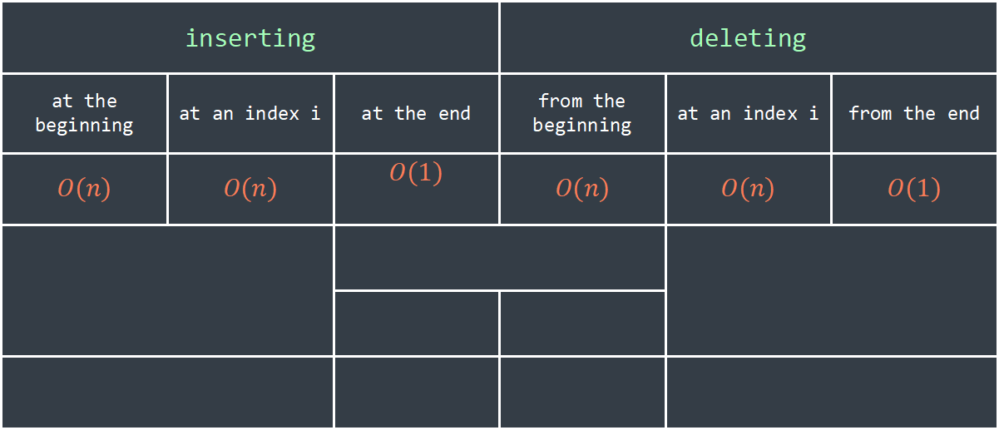 inserting
deleting
at the
beginning
at an index i
at the end
from the
beginning
at an index i
from the end
O(n)
O(n)
O(1)
O(n)
O(n)
O(1)